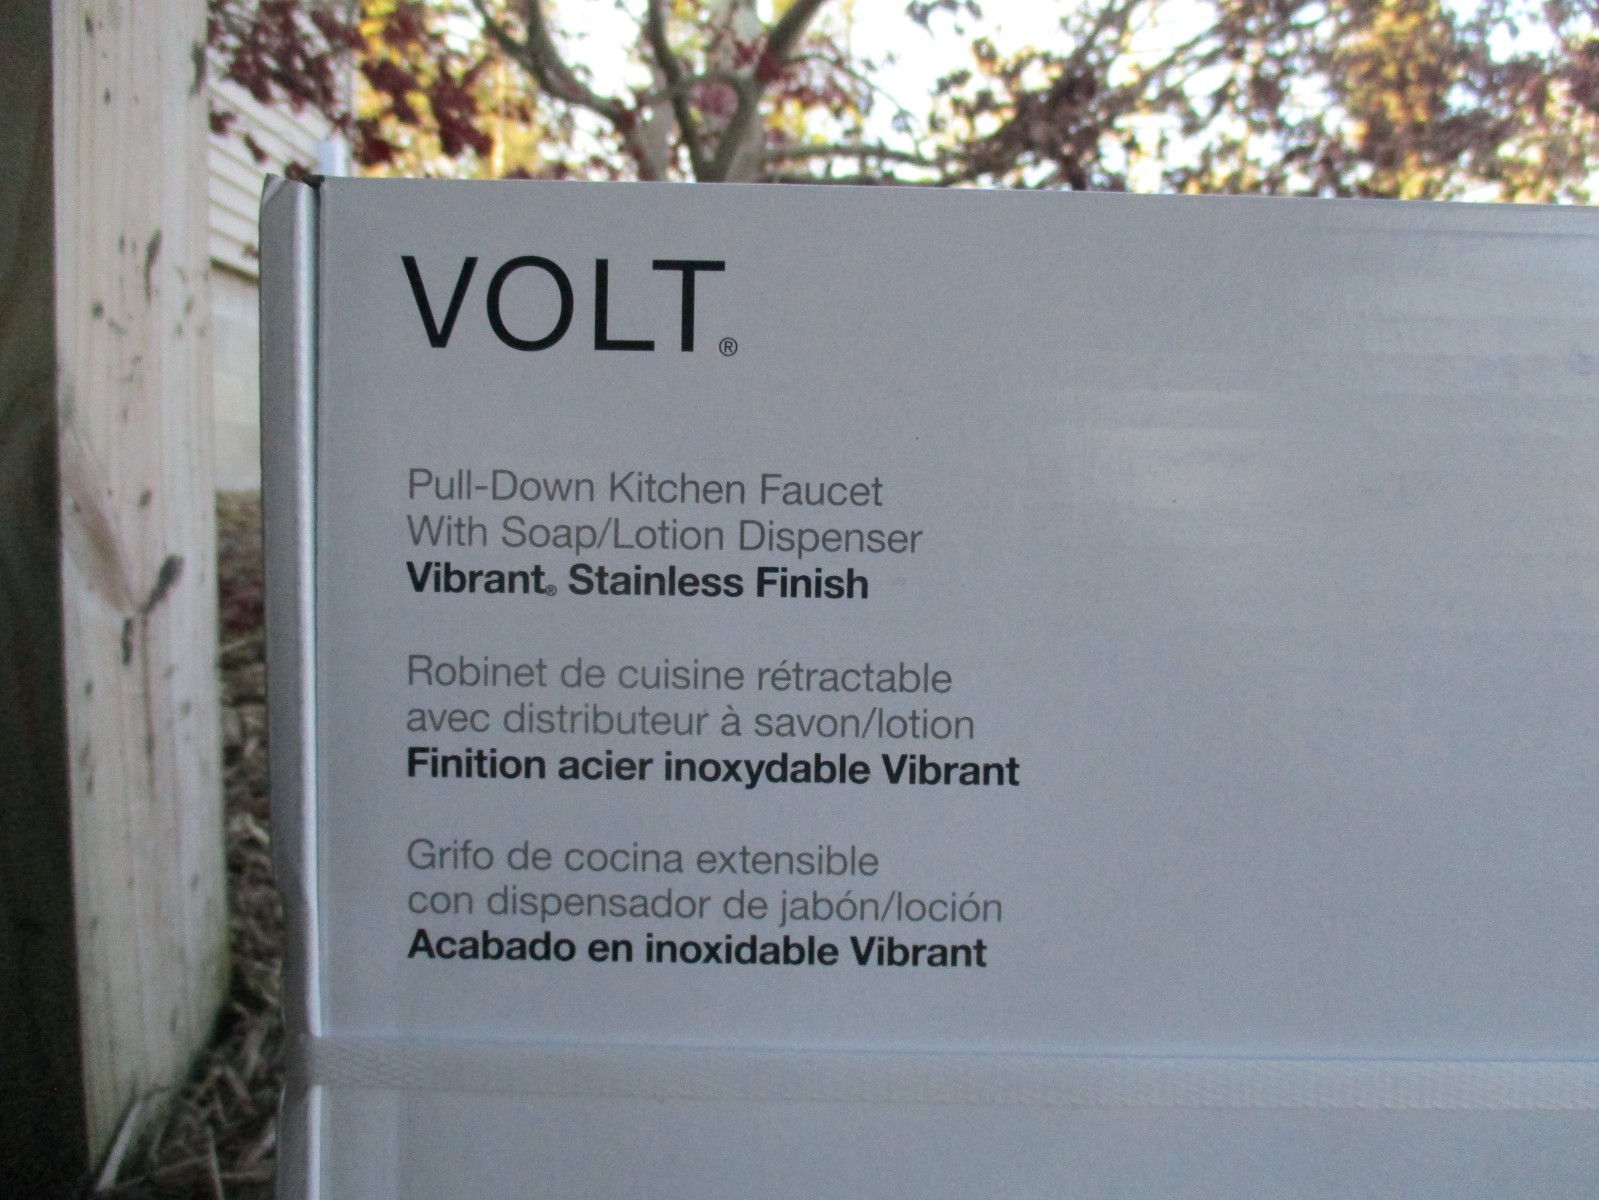 VOLT®
Pull-Down Kitchen Faucet
With Soap/Lotion Dispenser
Vibrant® Stainless Finish
Robinet de cuisine rétractable
avec distributeur à savon/lotion
Finition acier inoxydable Vibrant
Grifo de cocina extensible
con dispensador de jabón/loción
Acabado en inoxidable Vibrant